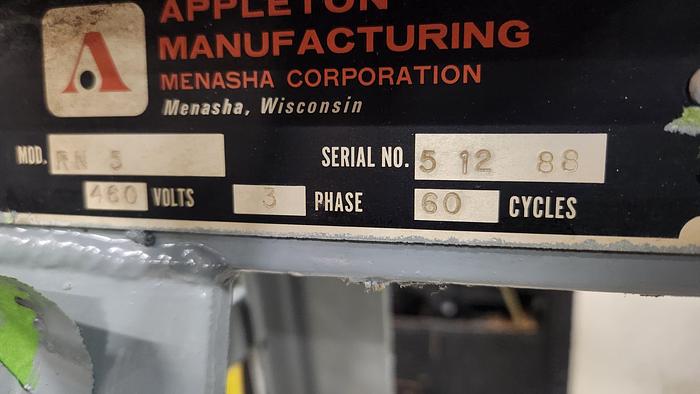 APPLETON
MANUFACTURING
MENASHA CORPORATION
Menasha, Wisconsin
MOD. RN 5 SERIAL NO. 5 12 88
460 VOLTS 3 PHASE 60 CYCLES